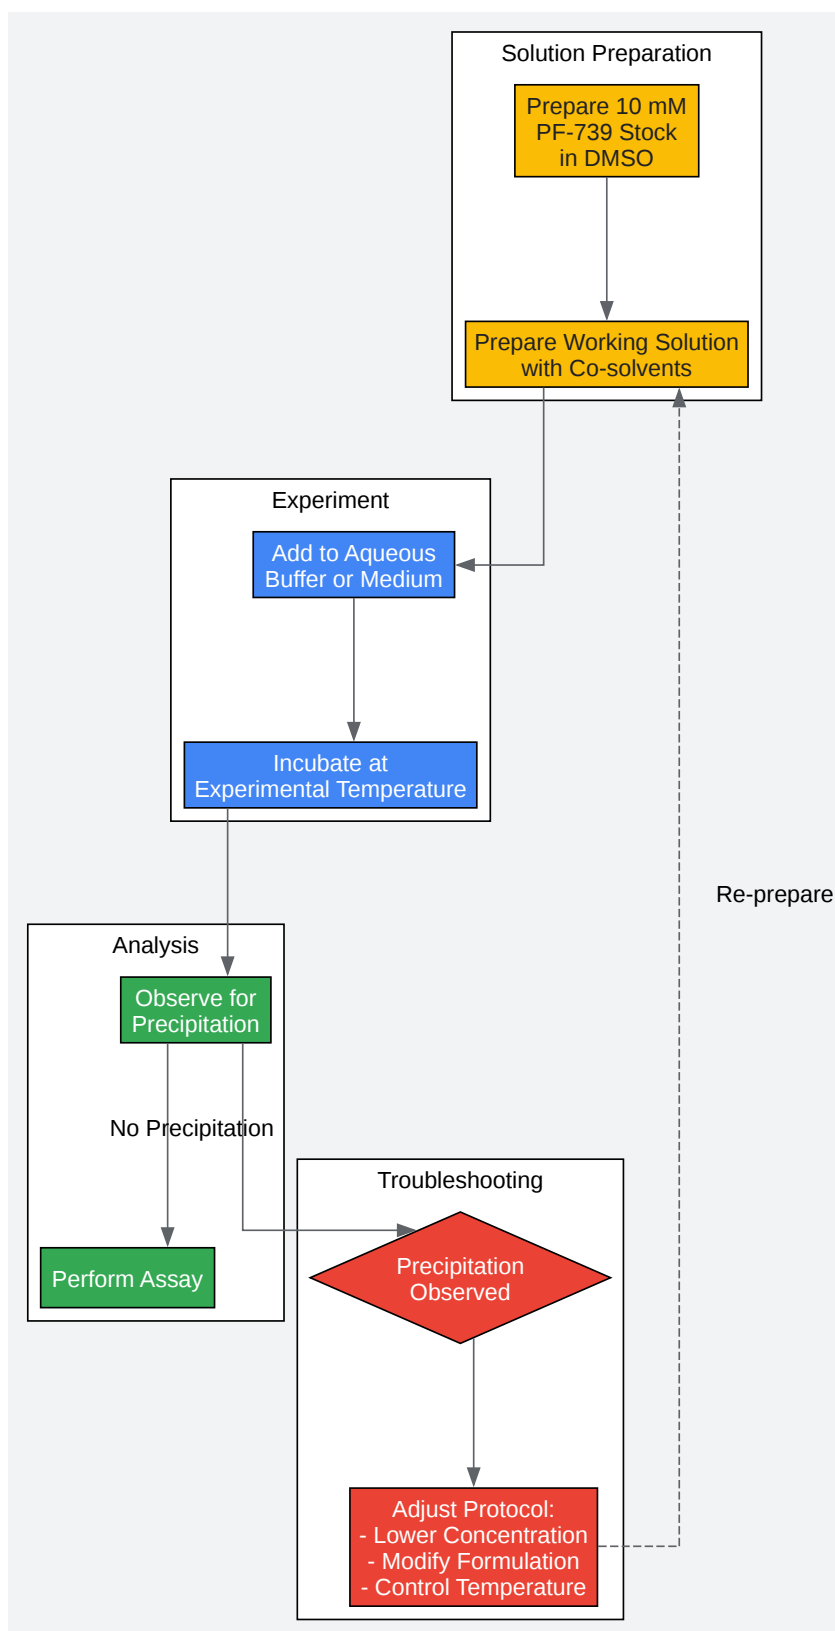 Solution Preparation
Prepare 10 mM
PF-739 Stock
in DMSO
Prepare Working Solution
with Co-solvents
Experiment
Add to Aqueous
Buffer or Medium
Incubate at
Experimental Temperature
Re-prepare
Analysis
Observe for
Precipitation
No Precipitation
Perform Assay
Troubleshooting
Precipitation
Observed
Adjust Protocol:
- Lower Concentration
- Modify Formulation
- Control Temperature